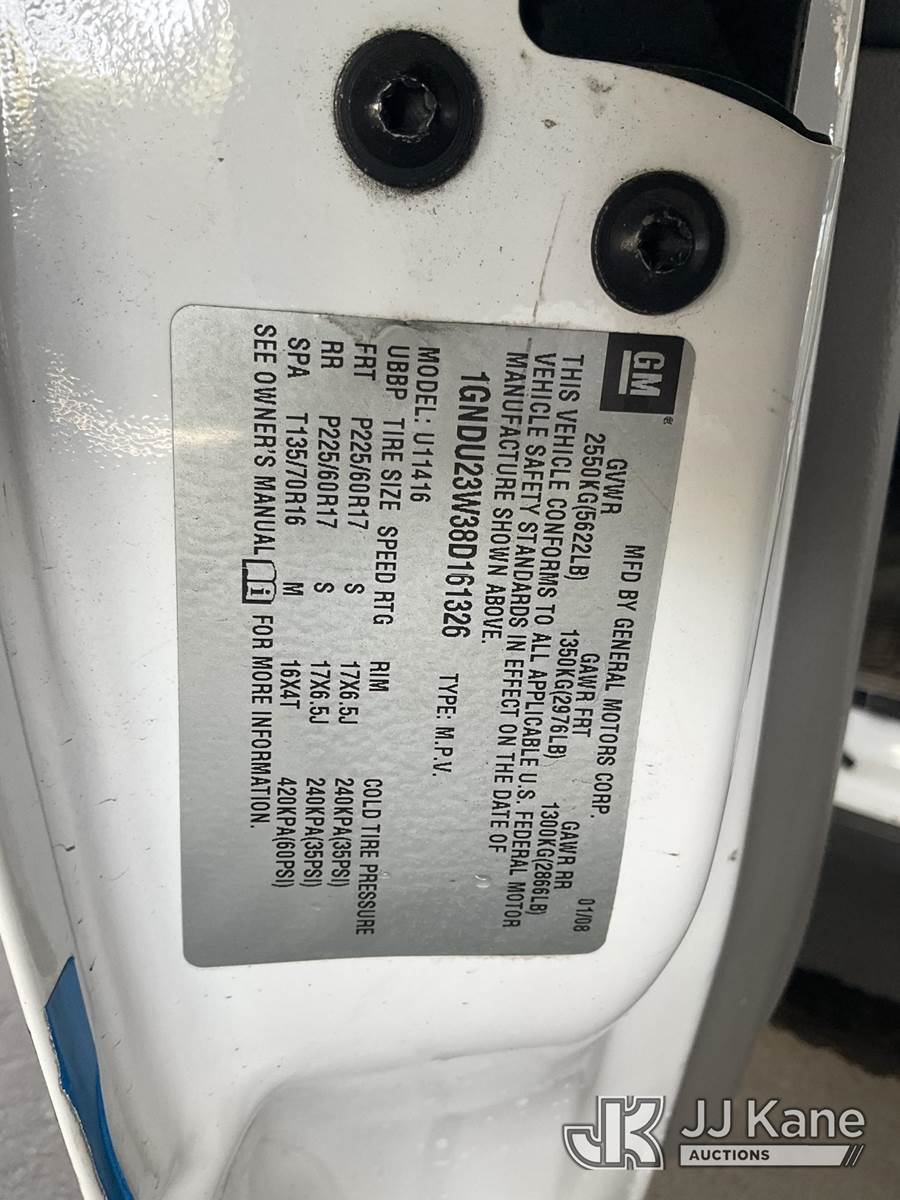 GM®
MFD BY GENERAL MOTORS CORP. 01/08
GVWR GAWR FRT GAWR RR
2550KG(5622LB) 1350KG(2976LB) 1300KG(2866LB)
THIS VEHICLE CONFORMS TO ALL APPLICABLE U.S. FEDERAL MOTOR
VEHICLE SAFETY STANDARDS IN EFFECT ON THE DATE OF
MANUFACTURE SHOWN ABOVE.
1GNDU23W38D161326 TYPE: M.P.V.
MODEL: U11416
UBBP TIRE SIZE SPEED RTG RIM COLD TIRE PRESSURE
FRT P225/60R17 S 17X6.5J 240KPA(35PSI)
RR P225/60R17 S 17X6.5J 240KPA(35PSI)
SPA T135/70R16 M 16X4T 420KPA(60PSI)
SEE OWNER'S MANUAL i FOR MORE INFORMATION.
JK JJ Kane
AUCTIONS